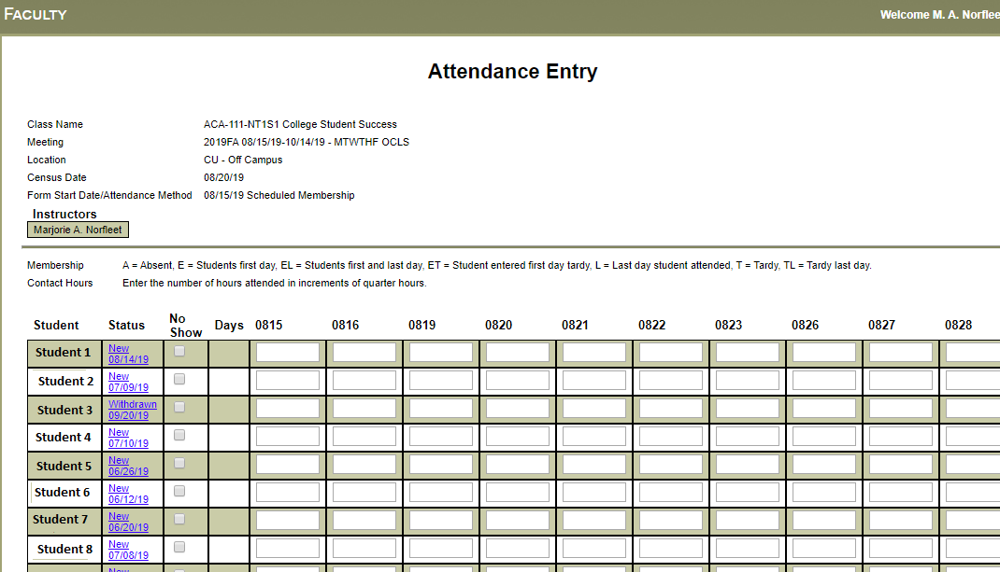 FACULTY
Welcome M. A. Norflee
Attendance Entry
Class Name ACA-111-NT1S1 College Student Success
Meeting 2019FA 08/15/19-10/14/19 - MTWTHF OCLS
Location CU - Off Campus
Census Date 08/20/19
Form Start Date/Attendance Method 08/15/19 Scheduled Membership
Instructors
Marjorie A. Norfleet
Membership A = Absent, E = Students first day, EL = Students first and last day, ET = Student entered first day tardy, L = Last day student attended, T = Tardy, TL = Tardy last day.
Contact Hours Enter the number of hours attended in increments of quarter hours.
Student Status No Show Days 0815 0816 0819 0820 0821 0822 0823 0826 0827 0828
Student 1 New 08/14/19
Student 2 New 07/09/19
Student 3 Withdrawn 09/20/19
Student 4 New 07/10/19
Student 5 New 06/26/19
Student 6 New 06/12/19
Student 7 New 06/20/19
Student 8 New 07/08/19